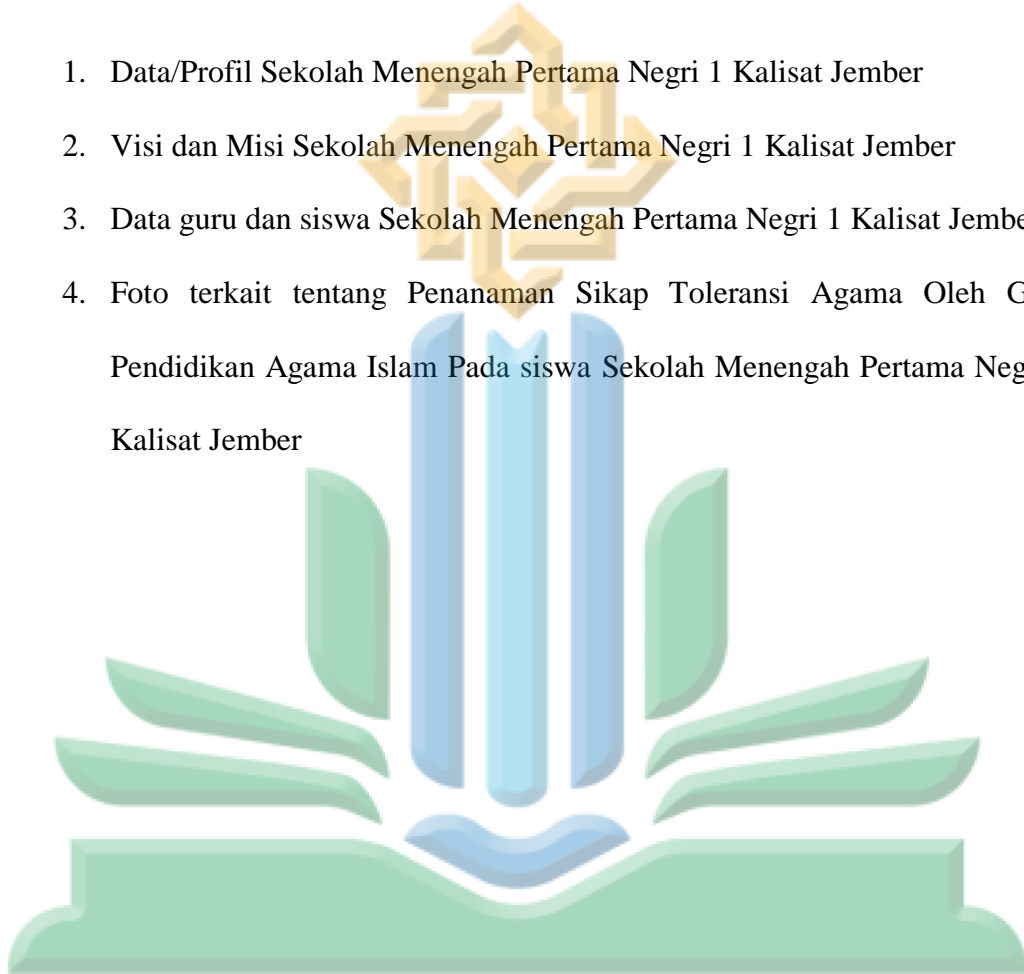 1. Data/Profil Sekolah Menengah Pertama Negri 1 Kalisat Jember
2. Visi dan Misi Sekolah Menengah Pertama Negri 1 Kalisat Jember
3. Data guru dan siswa Sekolah Menengah Pertama Negri 1 Kalisat Jembe
4. Foto terkait tentang Penanaman Sikap Toleransi Agama Oleh G
Pendidikan Agama Islam Pada siswa Sekolah Menengah Pertama Neg
Kalisat Jember